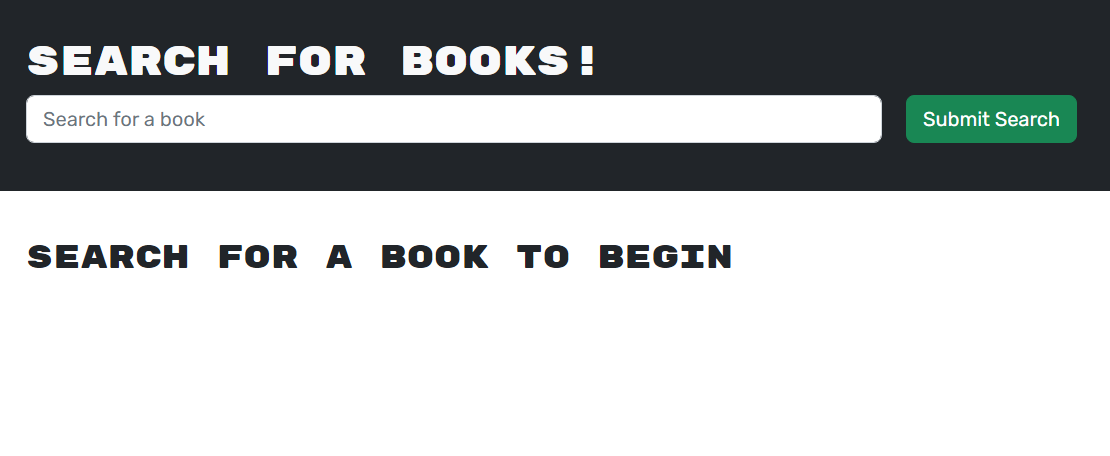 SEARCH FOR BOOKS!
Search for a book
Submit Search
SEARCH FOR A BOOK TO BEGIN